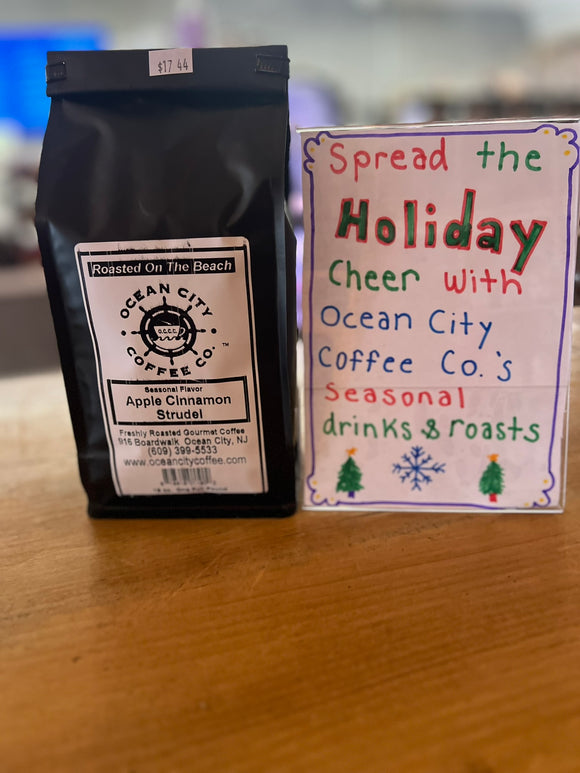 $17.44
Roasted On The Beach
OCEAN CITY
O.C.C.C.
COFFEE CO.™
Seasonal Flavor
Apple Cinnamon
Strudel
Freshly Roasted Gourmet Coffee
916 Boardwalk Ocean City, NJ
(609) 399-5533
www.oceancitycoffee.com
Spread the
Holiday
Cheer with
Ocean City
Coffee Co.'s
Seasonal
drinks & roasts